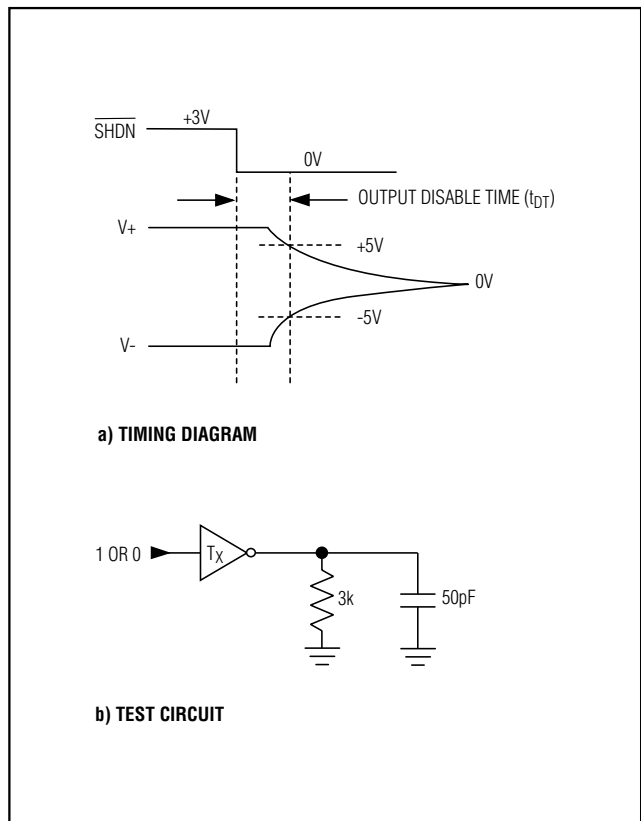 +3V
SHDN
0V
OUTPUT DISABLE TIME (tDT)
V+
+5V
0V
-5V
V-
a) TIMING DIAGRAM
1 OR 0
TX
3k
50pF
b) TEST CIRCUIT